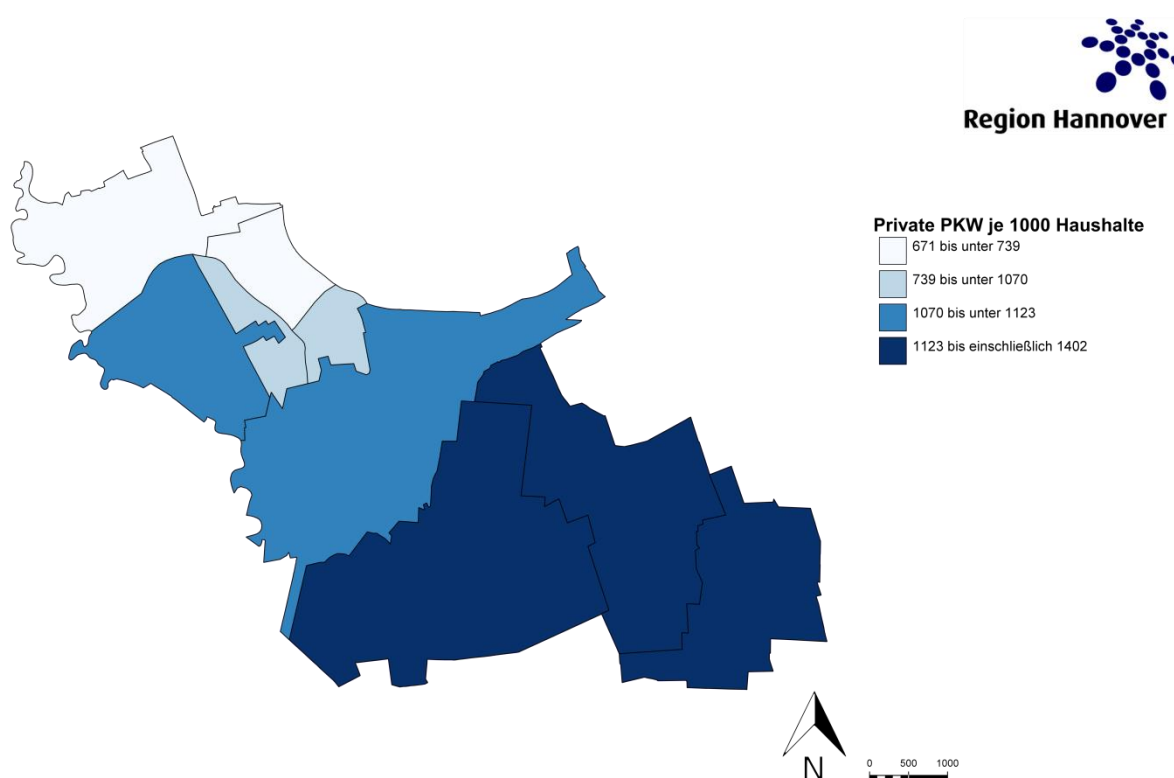 Region Hannover
Private PKW je 1000 Haushalte
671 bis unter 739
739 bis unter 1070
1070 bis unter 1123
1123 bis einschließlich 1402
N
0 500 1000